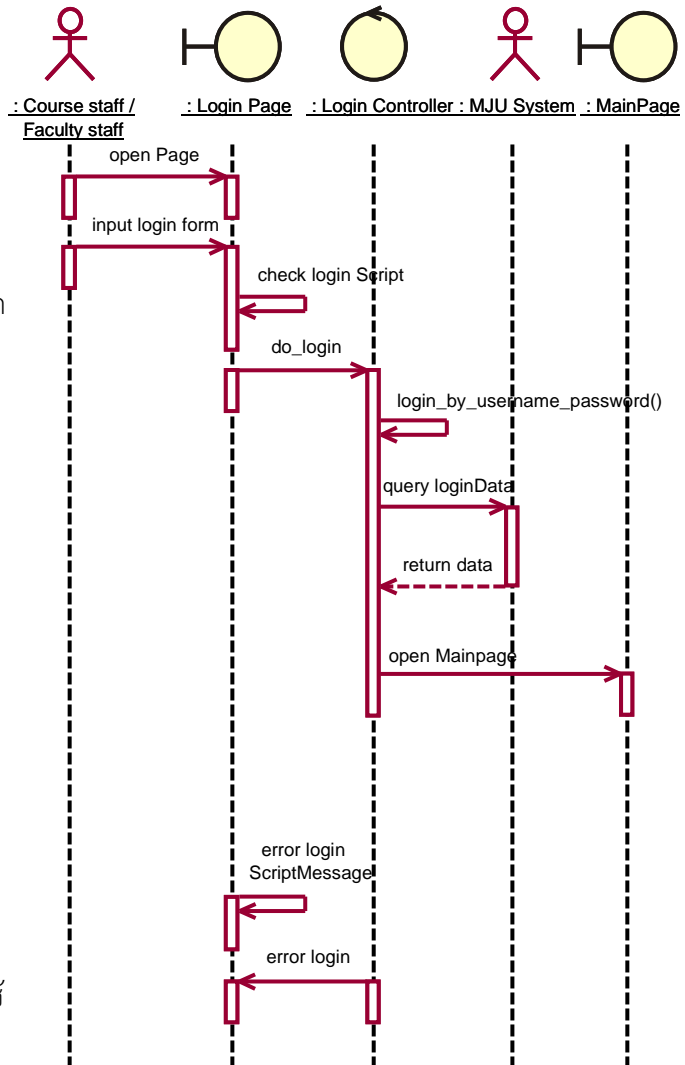 : Course staff /
Faculty staff
: Login Page
: Login Controller
: MJU System
: MainPage
open Page
input login form
check login Script
do_login
login_by_username_password()
query loginData
return data
open Mainpage
error login
ScriptMessage
error login